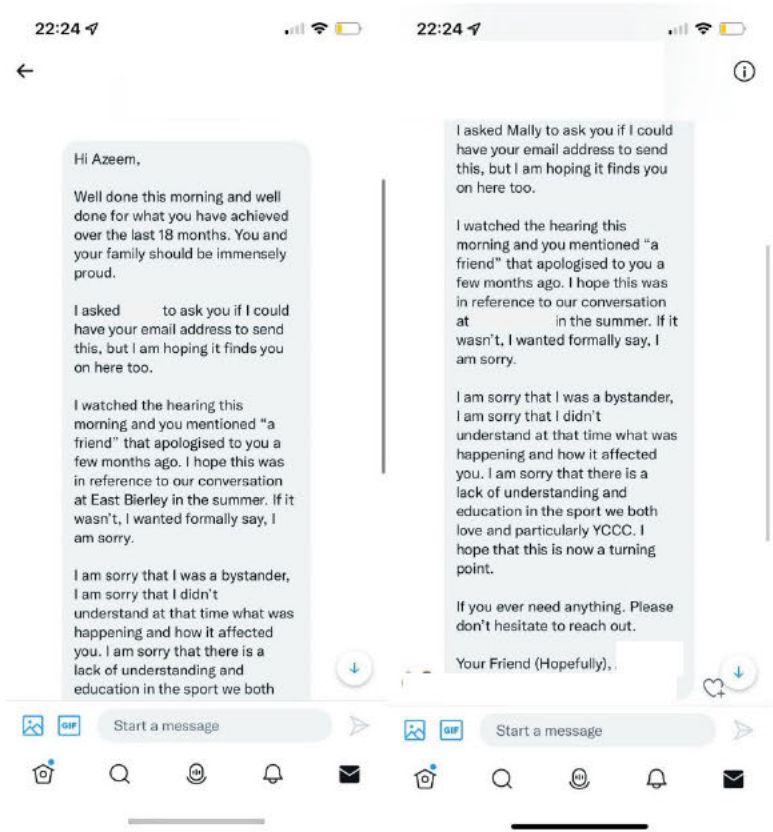 22:24
Hi Azeem,
Well done this morning and well
done for what you have achieved
over the last 18 months. You and
your family should be immensely
proud.
I asked to ask you if I could
have your email address to send
this, but I am hoping it finds you
on here too.
I watched the hearing this
morning and you mentioned “a
friend” that apologised to you a
few months ago. I hope this was
in reference to our conversation
at East Bierley in the summer. If it
wasn’t, I wanted formally say, I
am sorry.
I am sorry that I was a bystander,
I am sorry that I didn’t
understand at that time what was
happening and how it affected
you. I am sorry that there is a
lack of understanding and
education in the sport we both
GIF
Start a message
22:24
I asked Mally to ask you if I could
have your email address to send
this, but I am hoping it finds you
on here too.
I watched the hearing this
morning and you mentioned “a
friend” that apologised to you a
few months ago. I hope this was
in reference to our conversation
at in the summer. If it
wasn’t, I wanted formally say, I
am sorry.
I am sorry that I was a bystander,
I am sorry that I didn’t
understand at that time what was
happening and how it affected
you. I am sorry that there is a
lack of understanding and
education in the sport we both
love and particularly YCCC. I
hope that this is now a turning
point.
If you ever need anything. Please
don’t hesitate to reach out.
Your Friend (Hopefully),
GIF
Start a message